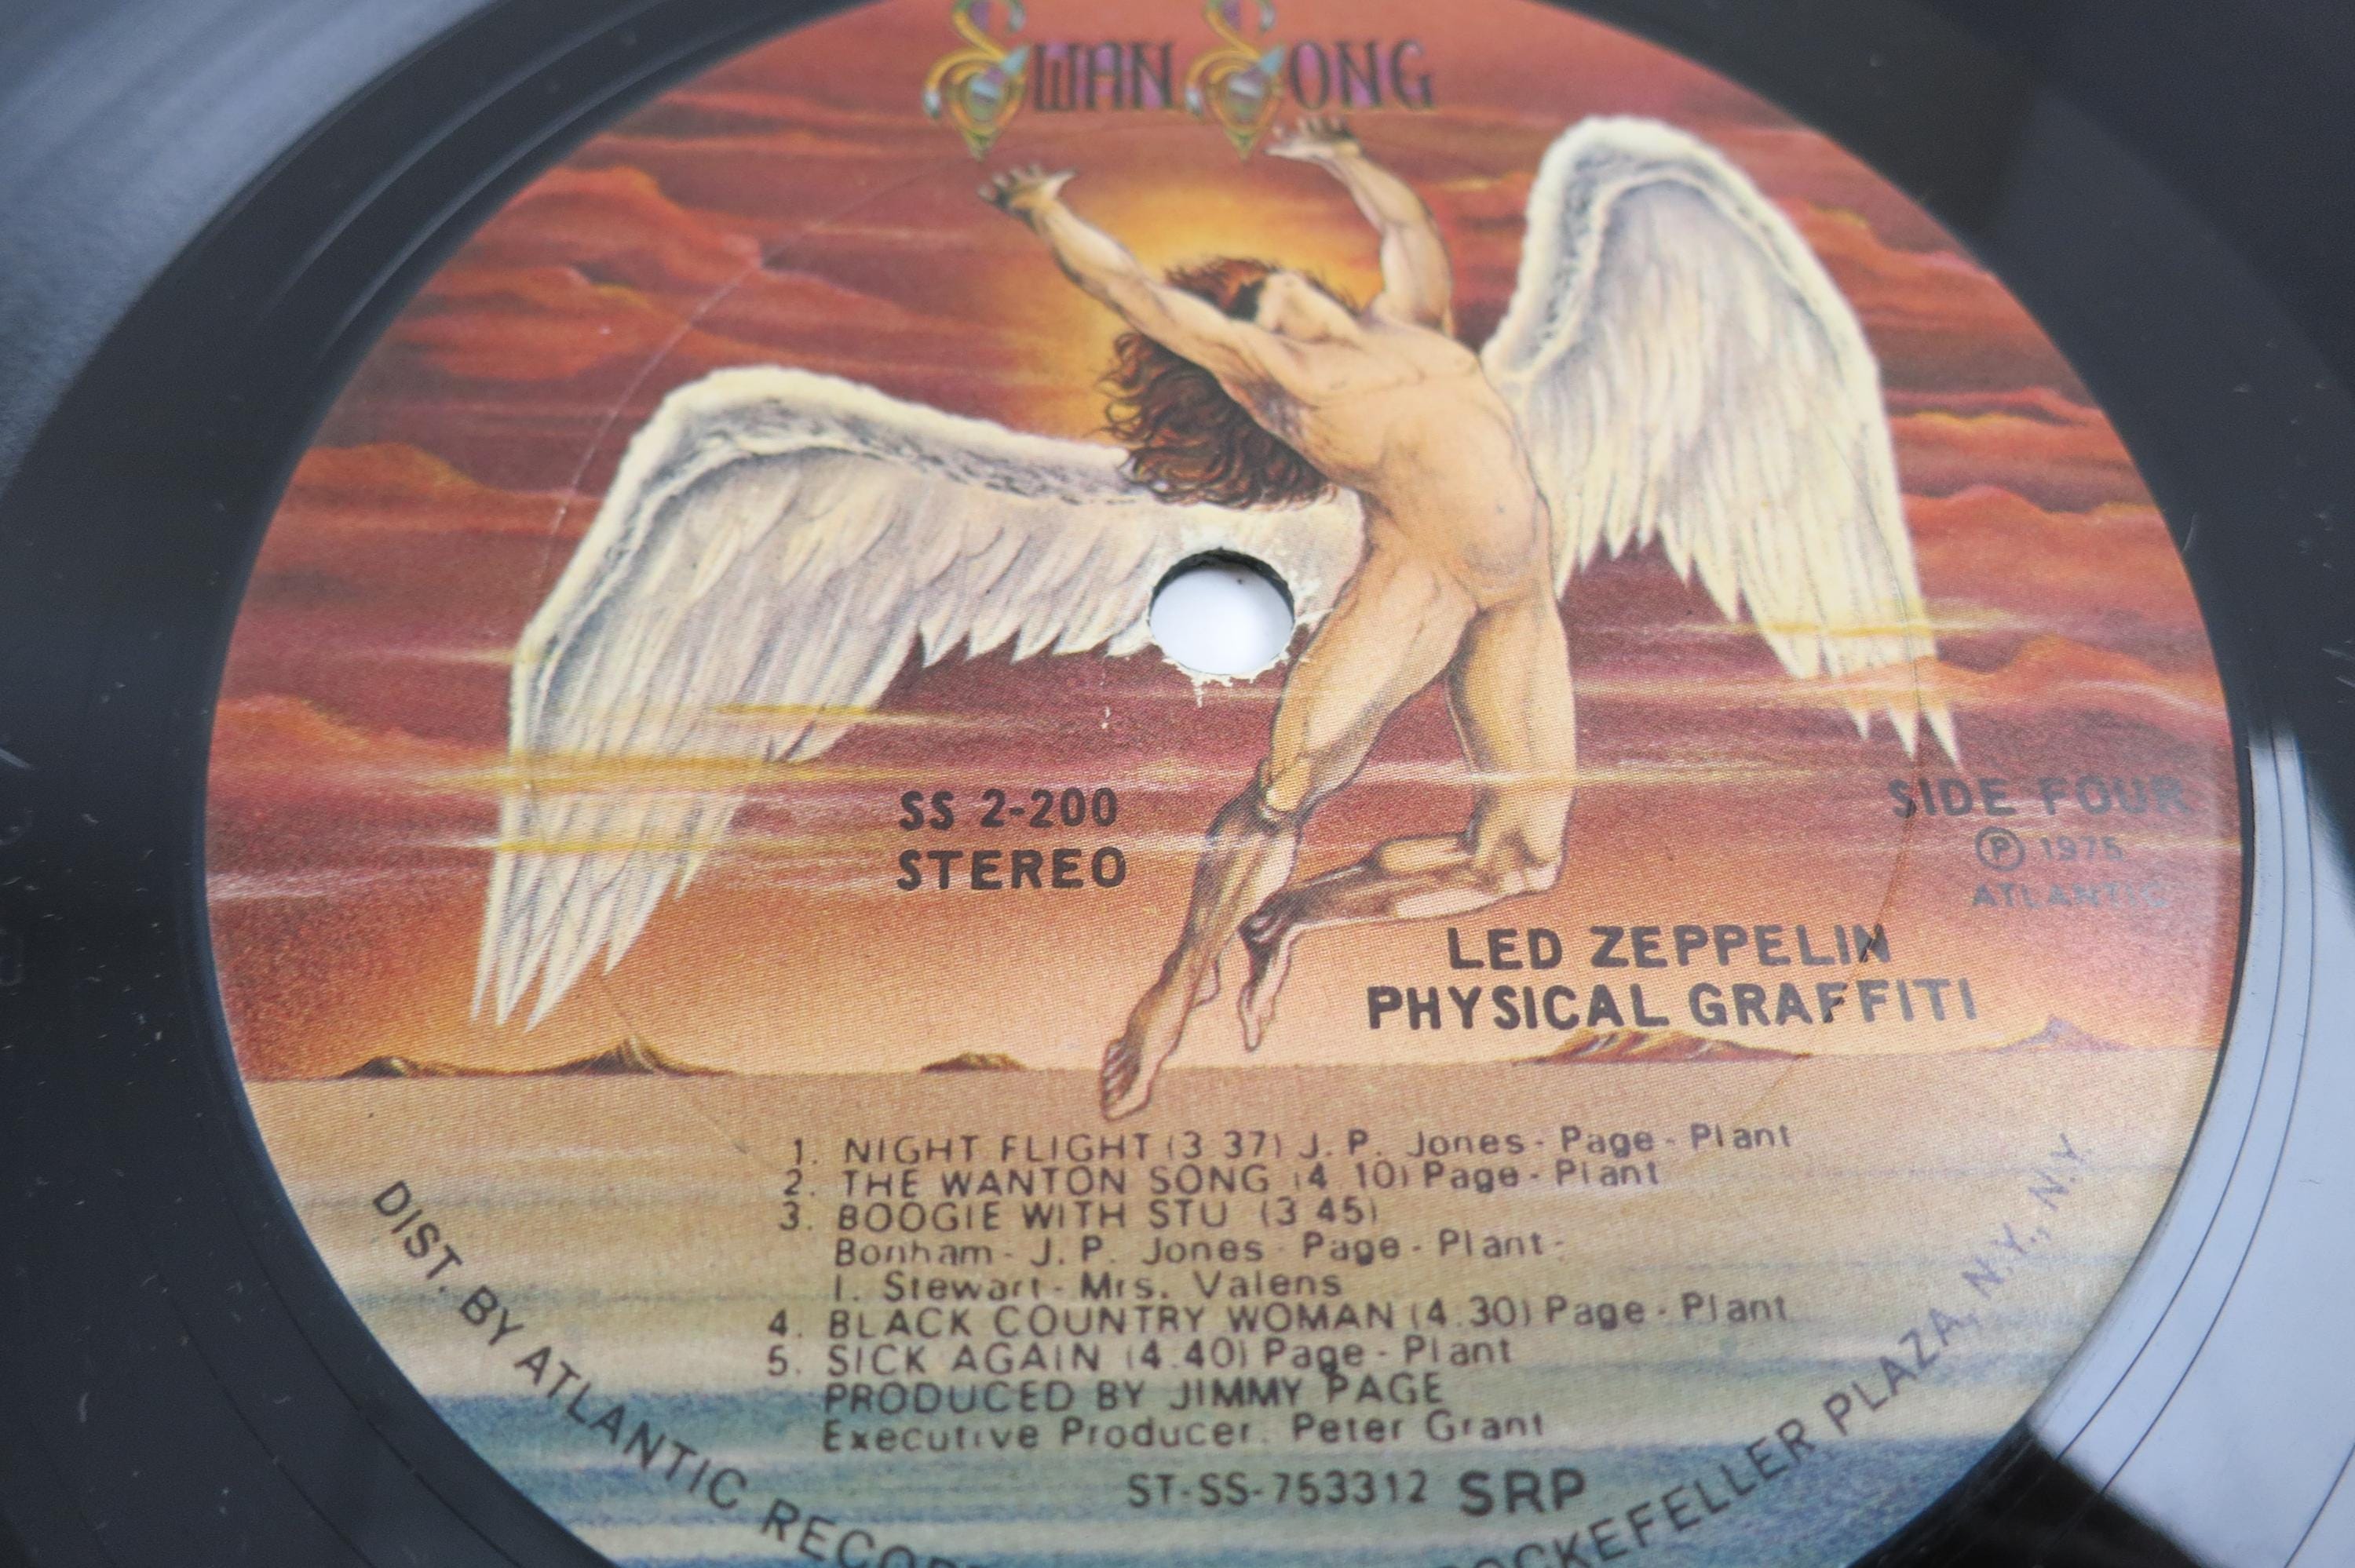 SWAN SONG
SS 2-200
STEREO
SIDE FOUR
Ⓟ 1975
ATLANTIC
LED ZEPPELIN
PHYSICAL GRAFFITI
1. NIGHT FLIGHT (3 37) J. P. Jones - Page - Plant
2. THE WANTON SONG (4 10) Page - Plant
3. BOOGIE WITH STU (3 45)
Bonham - J. P. Jones - Page - Plant -
I. Stewart - Mrs. Valens
4. BLACK COUNTRY WOMAN (4.30) Page - Plant
5. SICK AGAIN (4.40) Page - Plant
PRODUCED BY JIMMY PAGE
Executive Producer. Peter Grant
ST-SS-753312 SRP
DIST. BY ATLANTIC PLAZA, N.Y., N.Y.